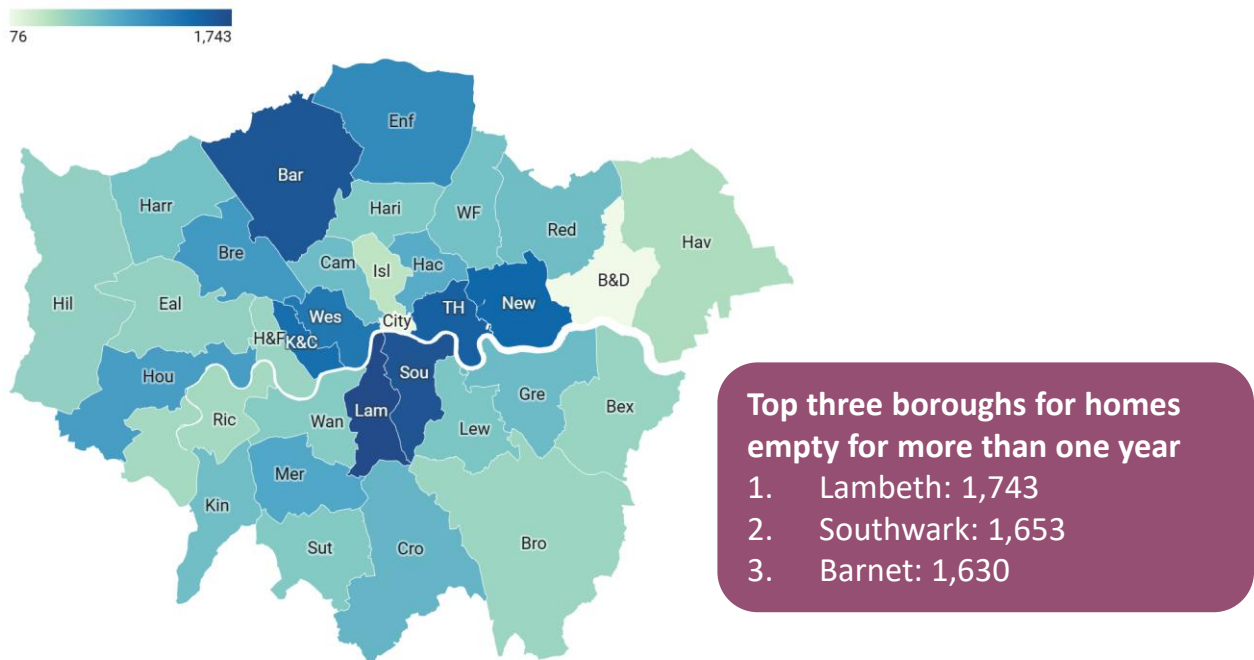 76 1,743
Enf
Bar
Harr
Hari
WF
Red
Hav
Bre
Cam
Isl
Hac
B&D
Hil
Eal
Wes
City
TH
New
H&F
K&C
Hou
Sou
Gre
Bex
Ric
Wan
Lam
Lew
Mer
Kin
Sut
Cro
Bro
Top three boroughs for homes
empty for more than one year
1. Lambeth: 1,743
2. Southwark: 1,653
3. Barnet: 1,630